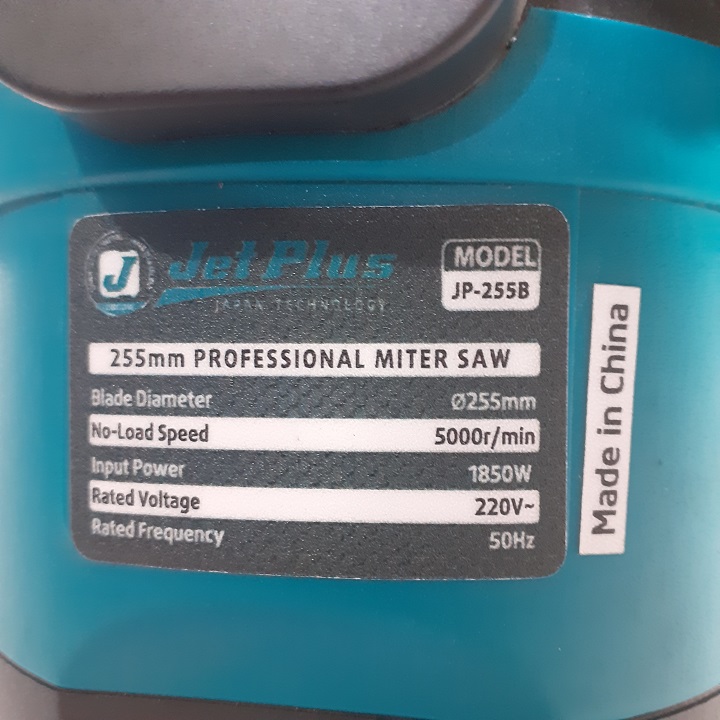 J
Jet Plus
JAPAN TECHNOLOGY
MODEL
JP-255B
255mm PROFESSIONAL MITER SAW
Blade Diameter Ø255mm
No-Load Speed 5000r/min
Input Power 1850W
Rated Voltage 220V~
Rated Frequency 50Hz
Made in China